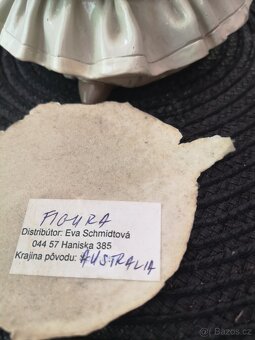 FIGURA
Distribútor: Eva Schmidtová
044 57 Haniska 385
Krajina pôvodu: AUSTRALIA
© Bazos.cz